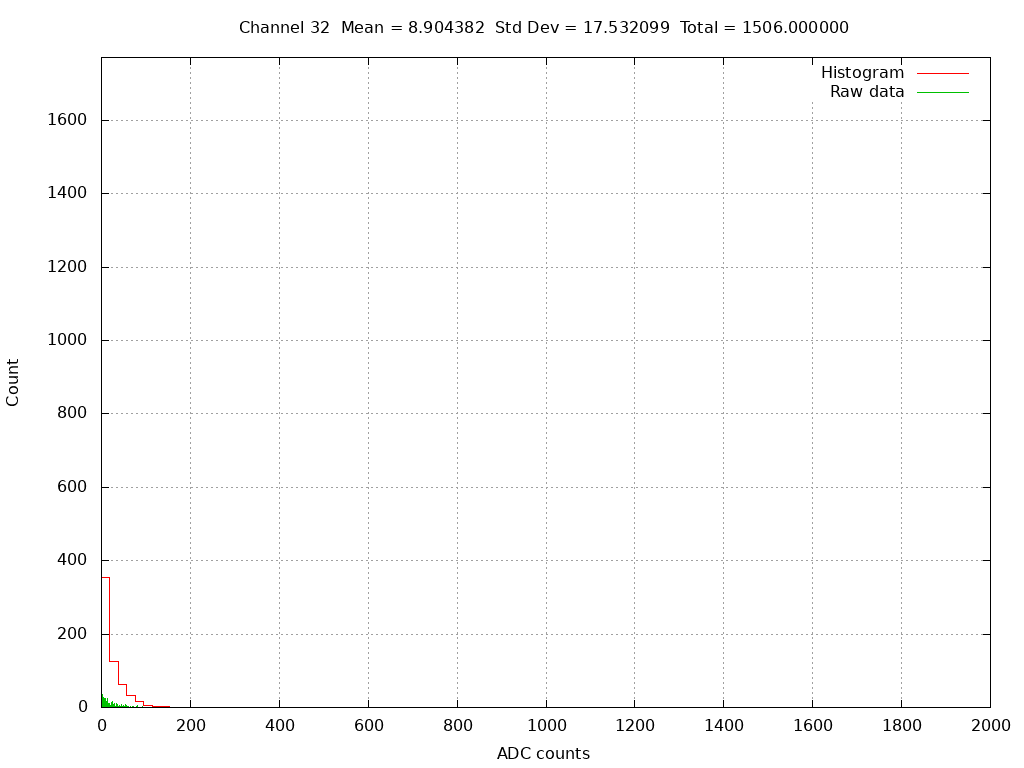 Channel 32  Mean = 8.904382  Std Dev = 17.532099  Total = 1506.000000
Histogram
Raw data
1600
1400
1200
1000
800
600
400
200
0
Count
0 200 400 600 800 1000 1200 1400 1600 1800 2000
ADC counts